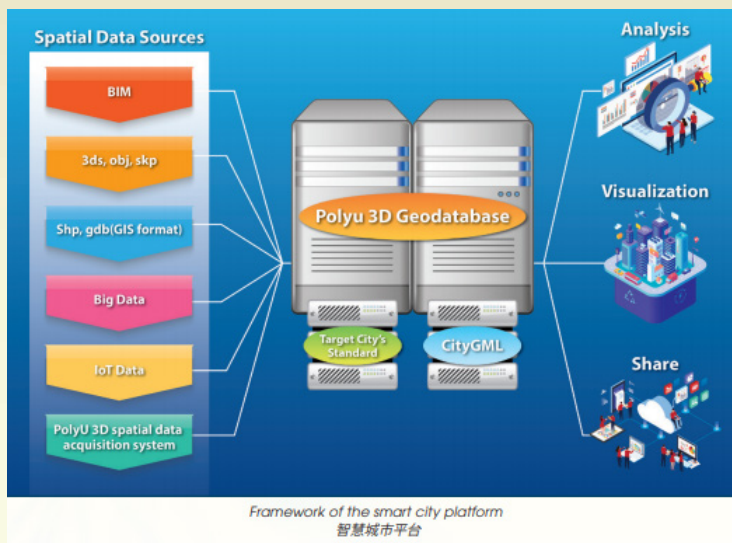 Spatial Data Sources
BIM
3ds, obj, skp
Shp, gdb(GIS format)
Big Data
IoT Data
PolyU 3D spatial data
acquisition system
Polyu 3D Geodatabase
Target City's
Standard
CityGML
Analysis
Visualization
Share
Framework of the smart city platform
智慧城市平台